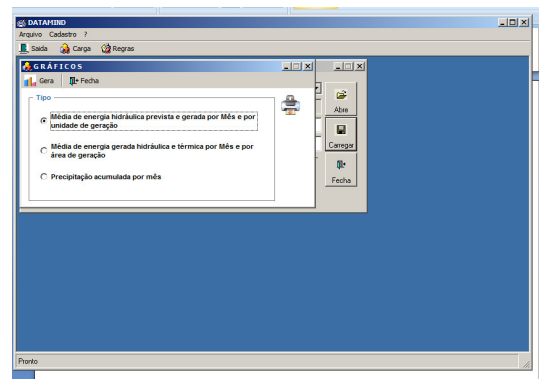 DATAMIND
Arquivo Cadastro ?
Saida Carga Regras
GRÁFICOS
Gera Fecha
Tipo
Média de energia hidráulica prevista e gerada por Mês e por
unidade de geração
Média de energia gerada hidráulica e térmica por Mês e por
área de geração
Precipitação acumulada por mês
Abre
Carregar
Fecha
Pronto